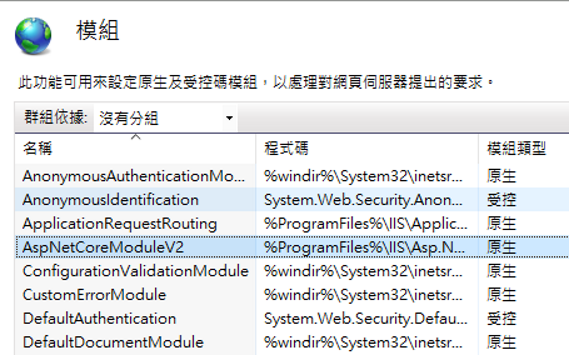 模組
此功能可用來設定原生及受控碼模組，以處理對網頁伺服器提出的要求。
群組依據: 沒有分組
名稱 程式碼 模組類型
AnonymousAuthenticationMo... %windir%\System32\inetsr... 原生
AnonymousIdentification System.Web.Security.Anon... 受控
ApplicationRequestRouting %ProgramFiles%\IIS\Applic... 原生
AspNetCoreModuleV2 %ProgramFiles%\IIS\Asp.N... 原生
ConfigurationValidationModule %windir%\System32\inetsr... 原生
CustomErrorModule %windir%\System32\inetsr... 原生
DefaultAuthentication System.Web.Security.Defau... 受控
DefaultDocumentModule %windir%\System32\inetsr... 原生